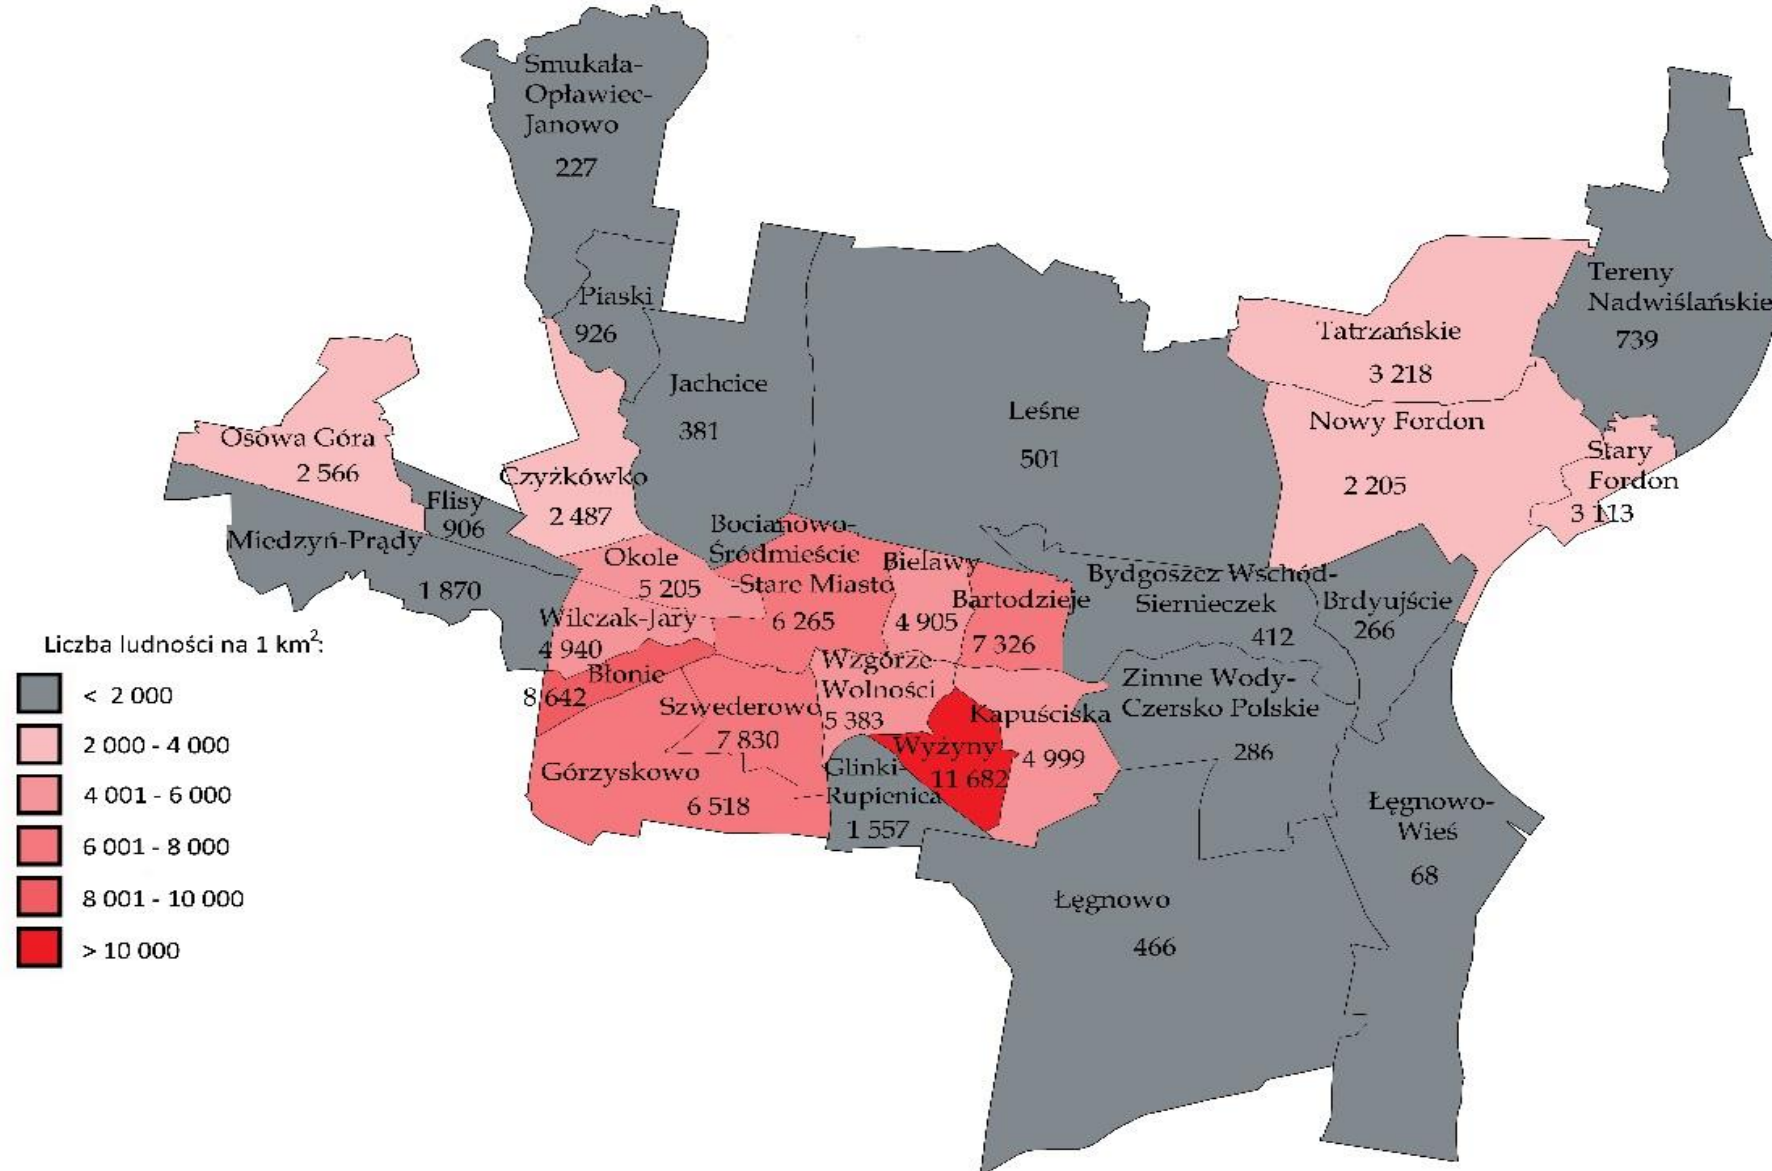 Smukała-
Opławiec-
Janowo
227
Piaski
926
Jachcice
381
Leśne
501
Tatrzańskie
3 218
Tereny
Nadwiślańskie
739
Nowy Fordon
2 205
Stary
Fordon
3 113
Osowa Góra
2 566
Flisy
906
Czyżkówko
2 487
Miedzyń-Prądy
1 870
Okole
5 205
Bocianowo-
Śródmieście
-Stare Miasto
6 265
Bielawy
4 905
Bartodzieje
7 326
Bydgoszcz Wschód-
Siernieczek
412
Brdyujście
266
Wilczak-Jary
4 940
Błonie
8 642
Szwederowo
7 830
Wzgórze
Wolności
5 383
Kapuściska
4 999
Zimne Wody-
Czersko Polskie
286
Górzyskowo
6 518
Glinki-
Rupienica
1 557
Wyżyny
11 682
Łęgnowo-
Wieś
68
Łęgnowo
466
Liczba ludności na 1 km²:
< 2 000
2 000 - 4 000
4 001 - 6 000
6 001 - 8 000
8 001 - 10 000
> 10 000